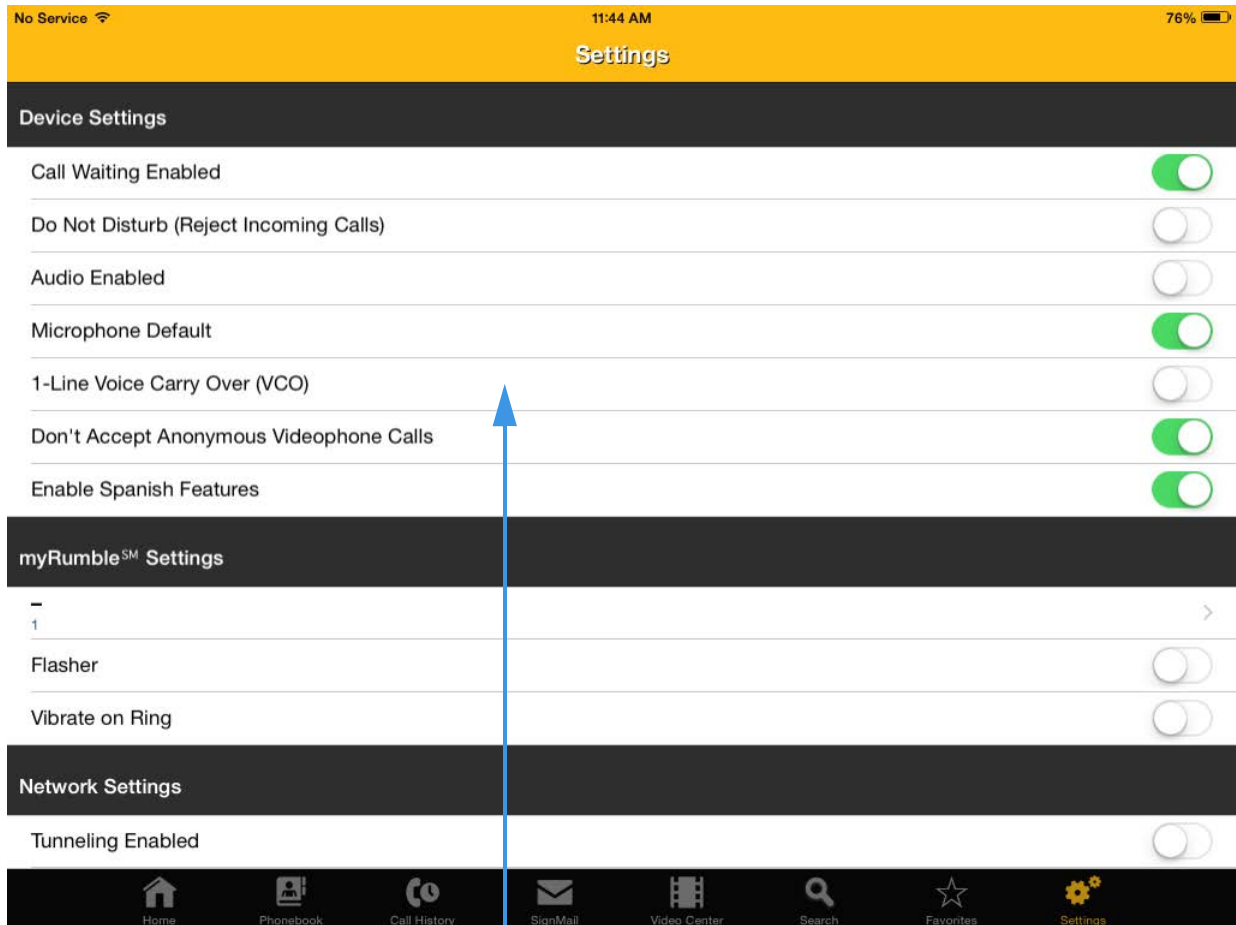 No Service 11:44 AM 76%
Settings
Device Settings
Call Waiting Enabled
Do Not Disturb (Reject Incoming Calls)
Audio Enabled
Microphone Default
1-Line Voice Carry Over (VCO)
Don't Accept Anonymous Videophone Calls
Enable Spanish Features
myRumble℠ Settings
–
1
Flasher
Vibrate on Ring
Network Settings
Tunneling Enabled
Home Phonebook Call History SignMail Video Center Search Favorites Settings